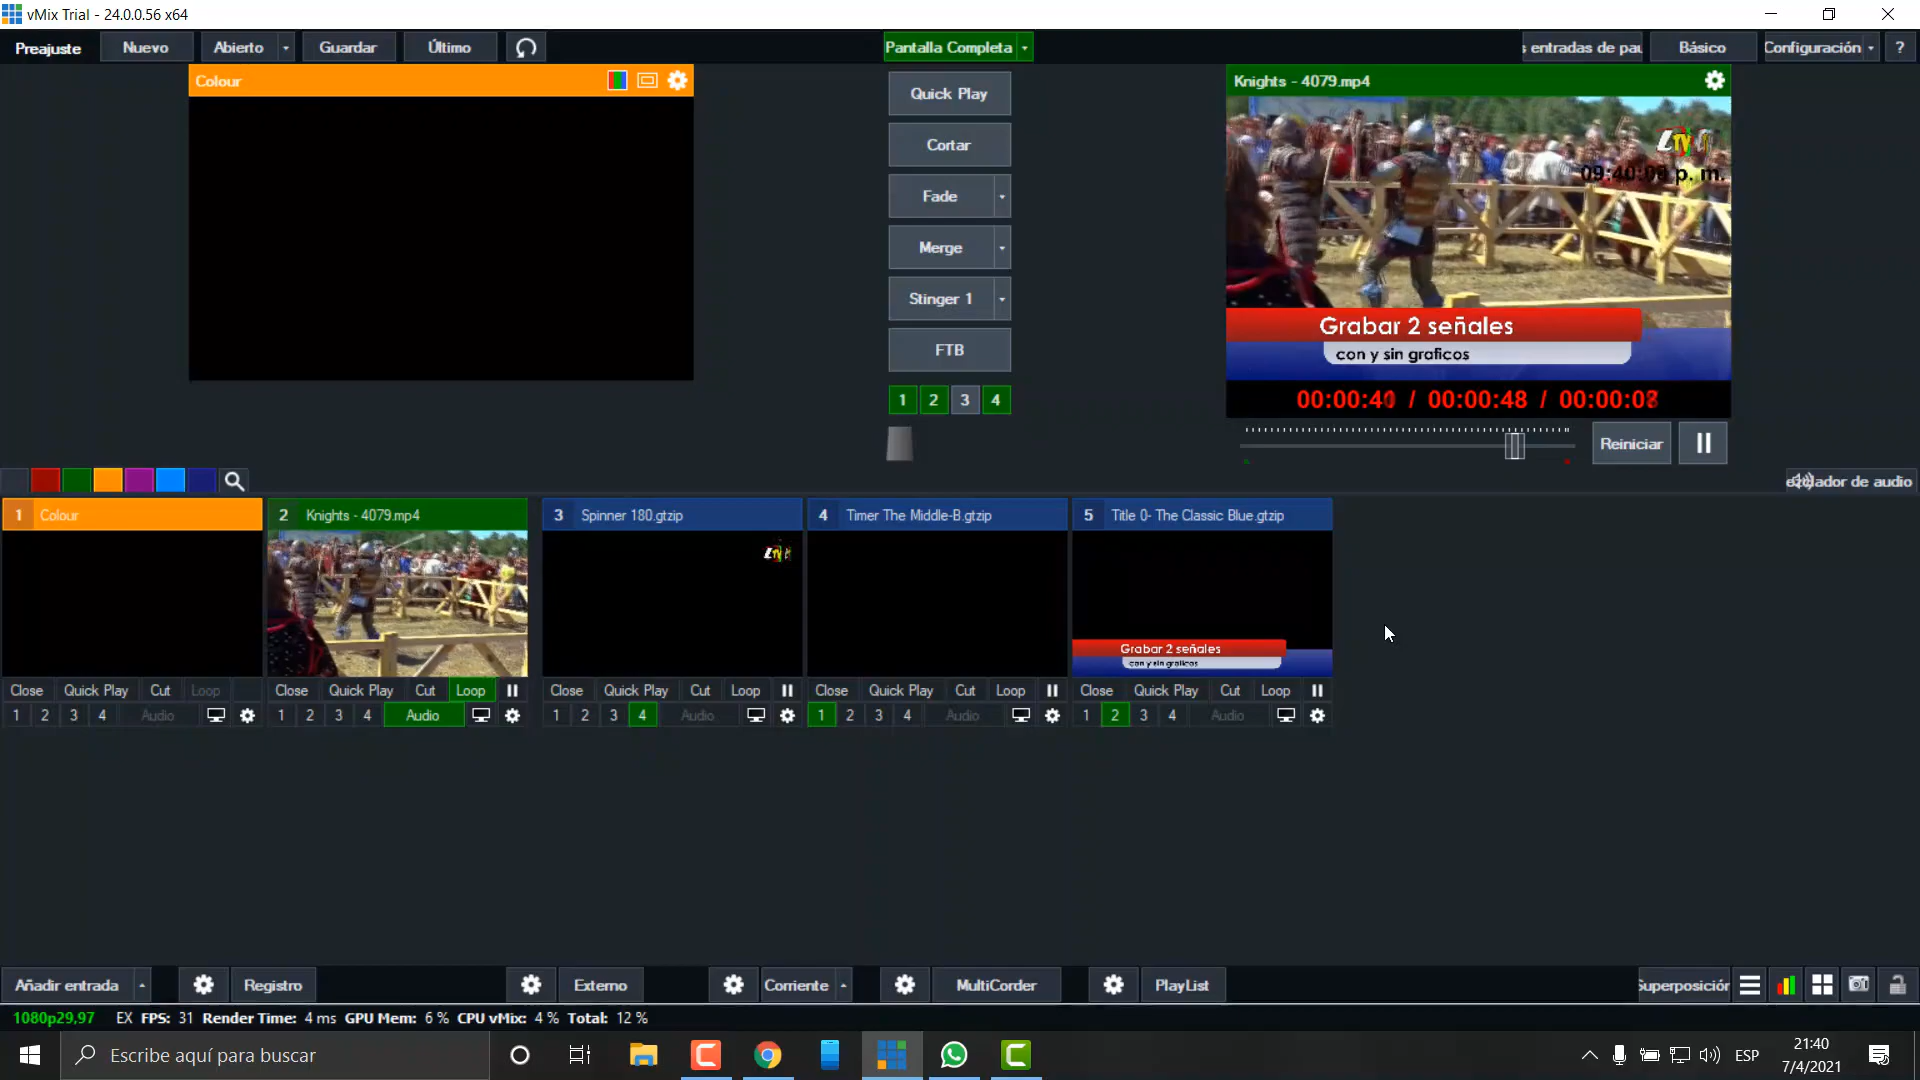 vMix Trial - 24.0.0.56 x64
Preajuste
Nuevo
Abierto
Guardar
Último
Pantalla Completa
entradas de pau
Básico
Configuración
?
Colour
Quick Play
Cortar
Fade
Merge
Stinger 1
FTB
1
2
3
4
Knights - 4079.mp4
LTV
09:40:09 p. m.
Grabar 2 señales
con y sin graficos
/ 00:00:48 /
Reiniciar
ador de audio
1 Colour
2 Knights - 4079.mp4
3 Spinner 180.gtzip
4 Timer The Middle-B.gtzip
5 Title 0- The Classic Blue.gtzip
LTV
Grabar 2 señales
con y sin graficos
Close Quick Play Cut Loop
Close Quick Play Cut Loop
Close Quick Play Cut Loop
Close Quick Play Cut Loop
Close Quick Play Cut Loop
1 2 3 4 Audio
1 2 3 4 Audio
1 2 3 4 Audio
1 2 3 4 Audio
1 2 3 4 Audio
Añadir entrada
Registro
Externo
Corriente
MultiCorder
PlayList
Superposición
1080p29,97 EX FPS: 31 Render Time: 4 ms GPU Mem: 6 % CPU vMix: 4 % Total: 12 %
Escribe aquí para buscar
ESP
21:40
7/4/2021